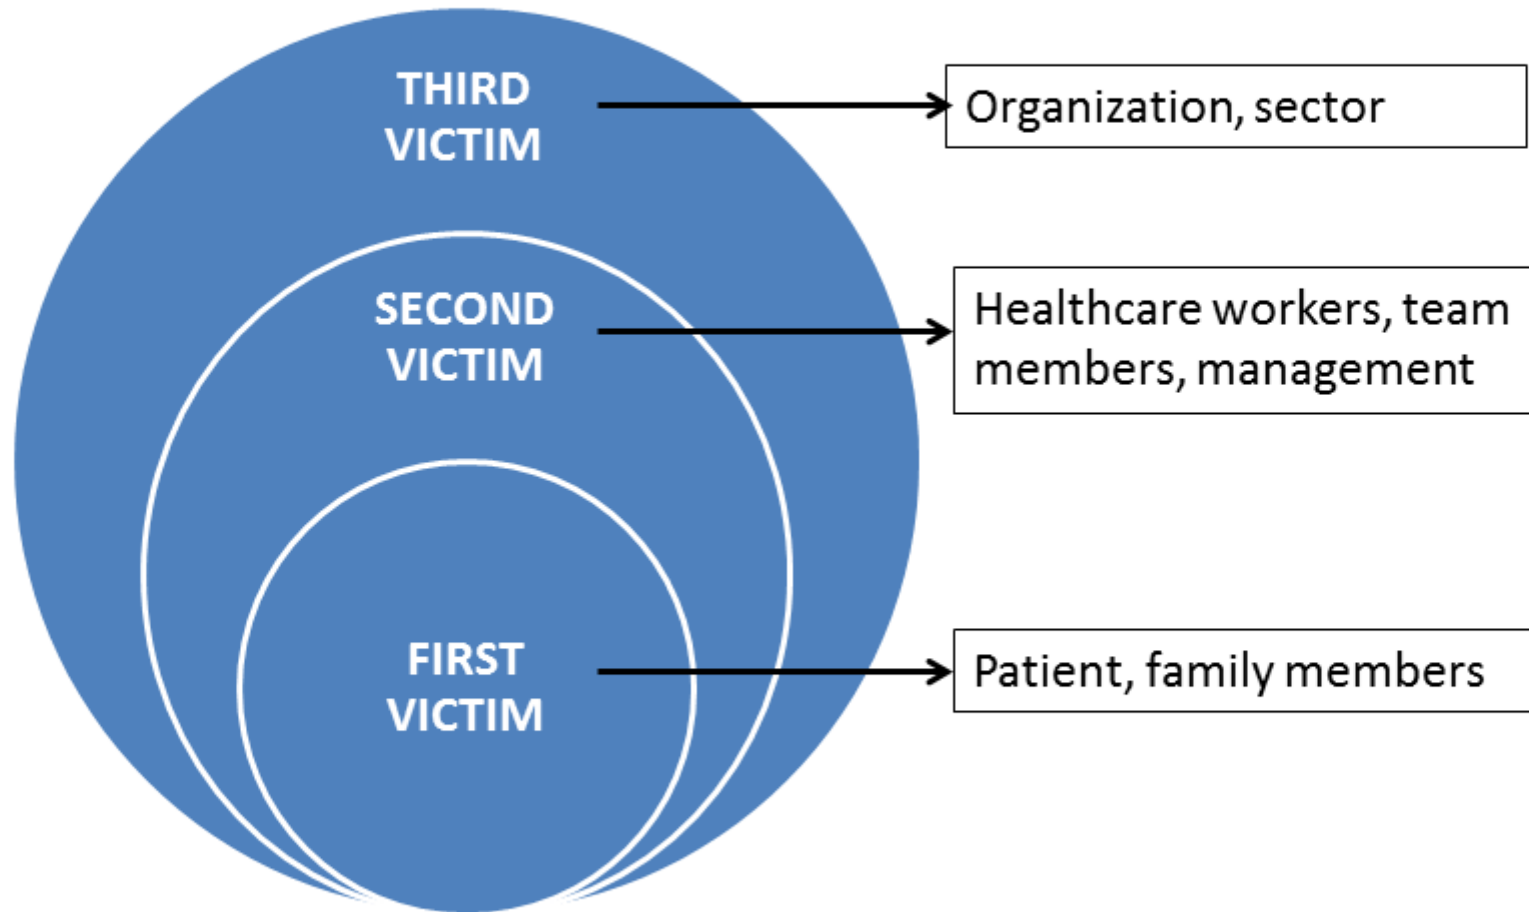 THIRD
VICTIM
Organization, sector
SECOND
VICTIM
Healthcare workers, team
members, management
FIRST
VICTIM
Patient, family members